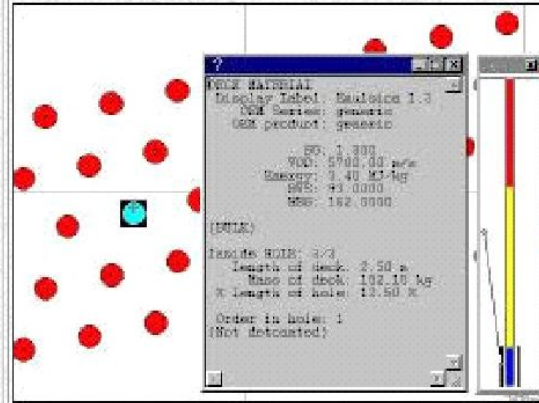 ?
DECK MATERIAL
Display Label: Emulsion 1.3
OEM Series: generic
OEM product: generic
SG: 1.300
VOD: 5700.00 m/s
Energy: 3.40 MJ/kg
RWS: 93.0000
RBS: 162.0000
(BULK)
Inside HOLE: 3/3
Length of deck: 2.50 m
Mass of deck: 102.10 kg
% length of hole: 12.50 %
Order in hole: 1
(Not detonated)